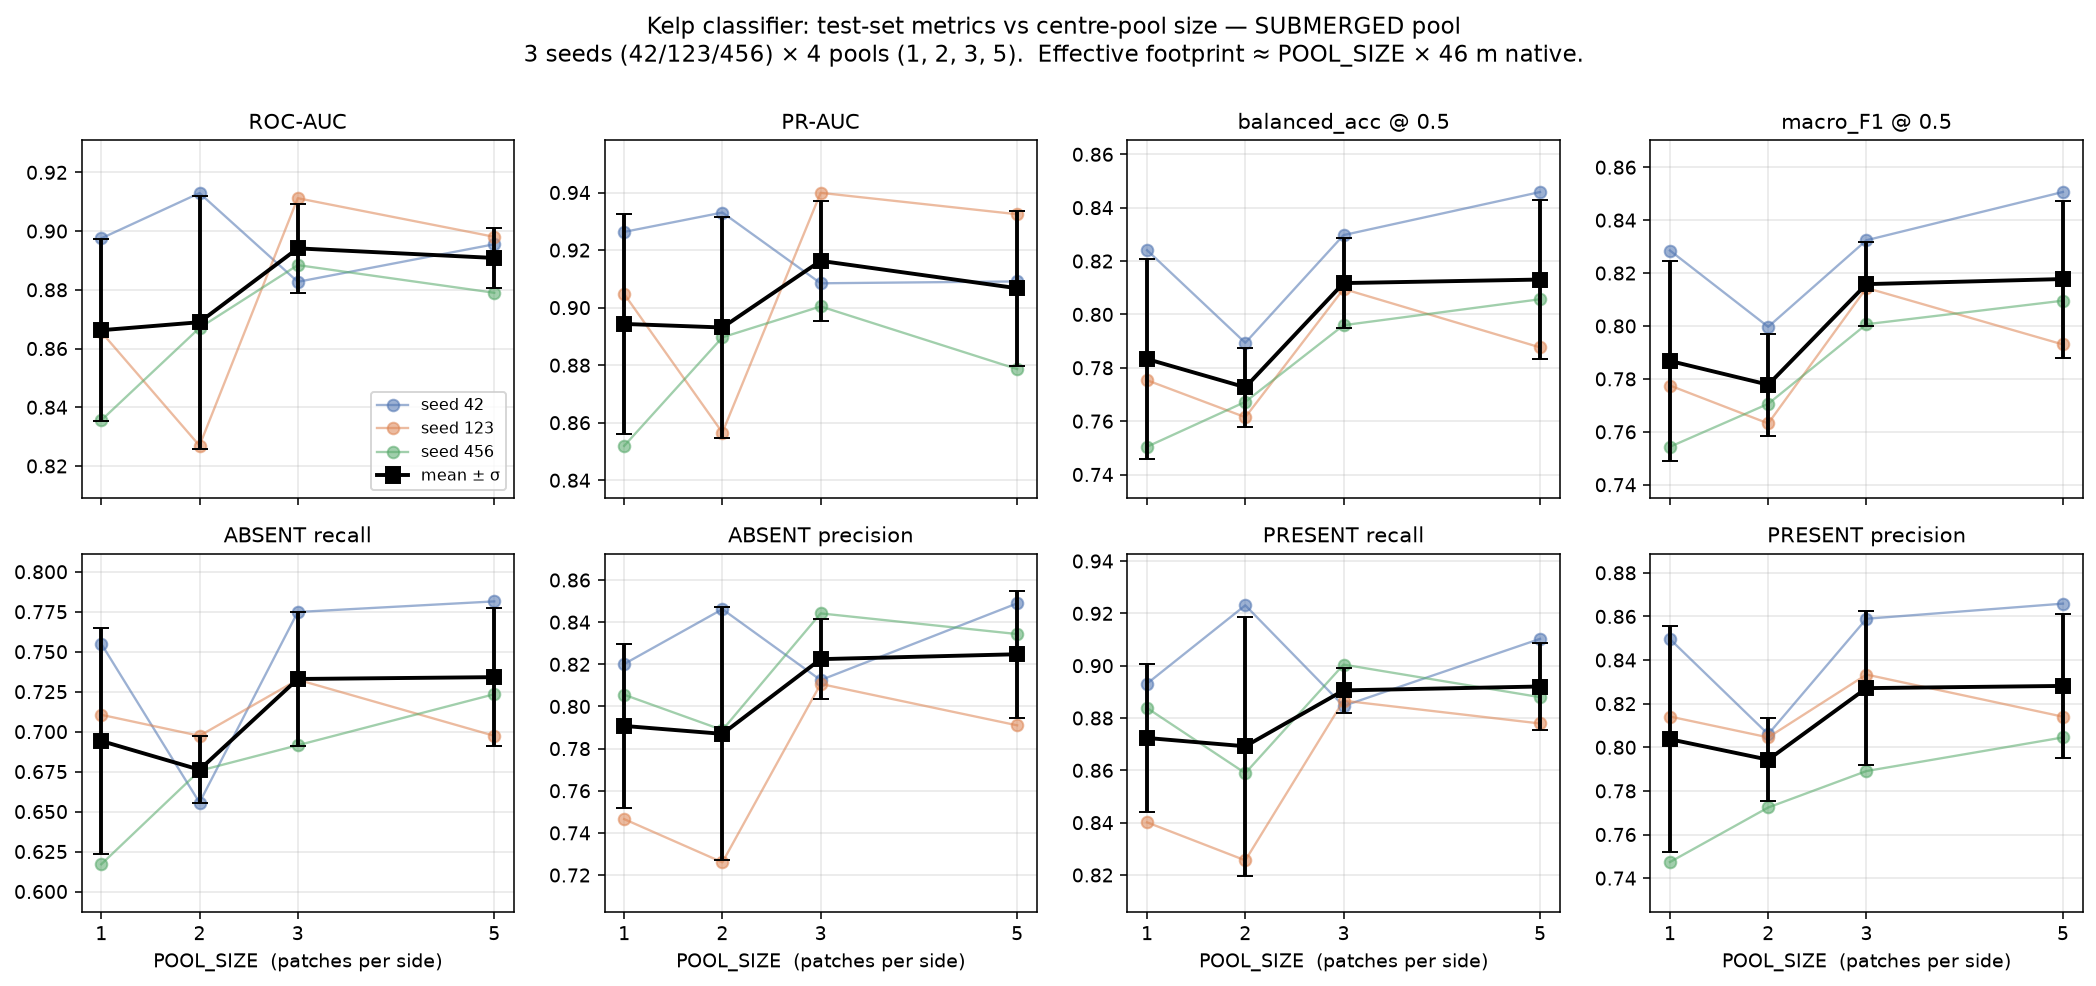 Kelp classifier: test-set metrics vs centre-pool size — SUBMERGED pool
3 seeds (42/123/456) × 4 pools (1, 2, 3, 5).  Effective footprint ≈ POOL_SIZE × 46 m native.
ROC-AUC
0.92
0.90
0.88
0.86
0.84
0.82
seed 42
seed 123
seed 456
mean ± σ
PR-AUC
0.94
0.92
0.90
0.88
0.86
0.84
balanced_acc @ 0.5
0.86
0.84
0.82
0.80
0.78
0.76
0.74
macro_F1 @ 0.5
0.86
0.84
0.82
0.80
0.78
0.76
0.74
ABSENT recall
0.800
0.775
0.750
0.725
0.700
0.675
0.650
0.625
0.600
1 2 3 5
POOL_SIZE  (patches per side)
ABSENT precision
0.86
0.84
0.82
0.80
0.78
0.76
0.74
0.72
1 2 3 5
POOL_SIZE  (patches per side)
PRESENT recall
0.94
0.92
0.90
0.88
0.86
0.84
0.82
1 2 3 5
POOL_SIZE  (patches per side)
PRESENT precision
0.88
0.86
0.84
0.82
0.80
0.78
0.76
0.74
1 2 3 5
POOL_SIZE  (patches per side)